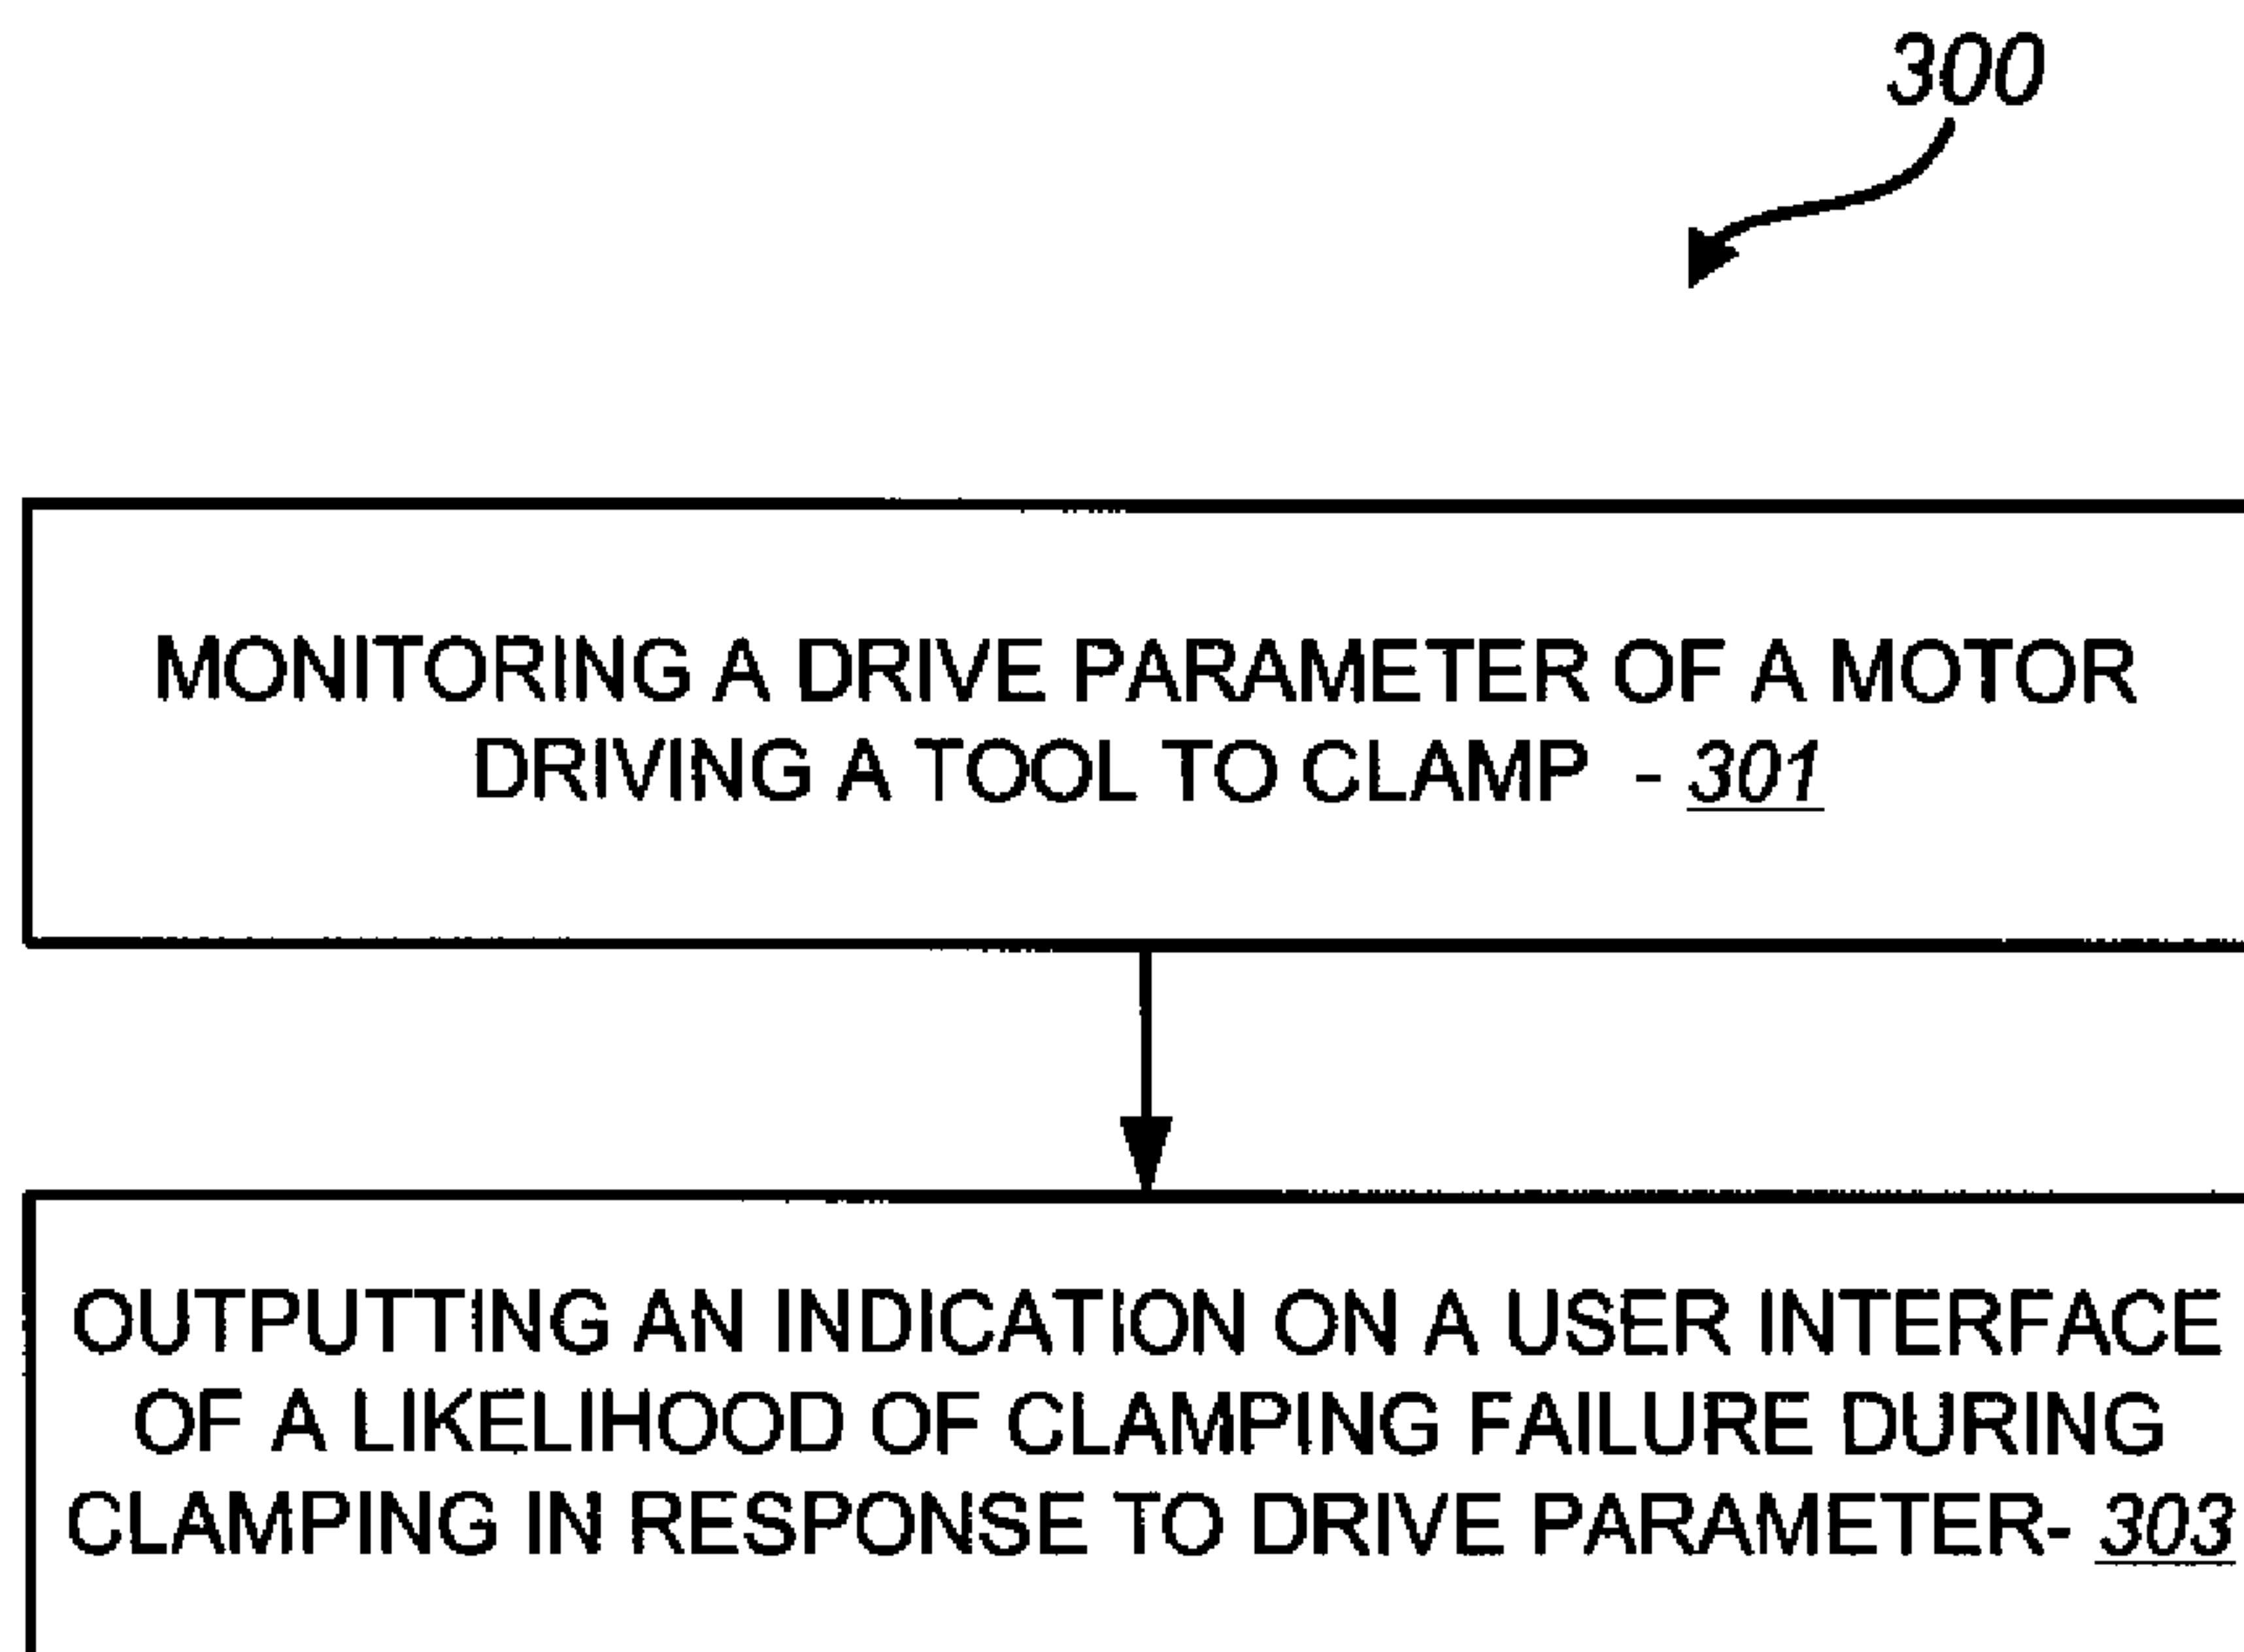 300
MONITORING A DRIVE PARAMETER OF A MOTOR
DRIVING A TOOL TO CLAMP - 301
OUTPUTTING AN INDICATION ON A USER INTERFACE
OF A LIKELIHOOD OF CLAMPING FAILURE DURING
CLAMPING IN RESPONSE TO DRIVE PARAMETER- 303